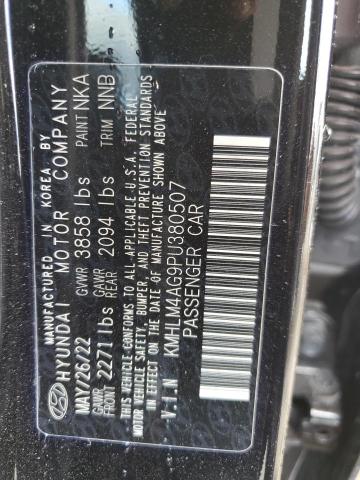 MANUFACTURED IN KOREA BY
HYUNDAI MOTOR COMPANY
MAY/26/22 GVWR 3858 lbs PAINT NKA
GAWR FRONT 2271 lbs GAWR REAR 2094 lbs TRIM NNB
THIS VEHICLE CONFORMS TO ALL APPLICABLE U.S.A. FEDERAL
MOTOR VEHICLE SAFETY, BUMPER, AND THEFT PREVENTION STANDARDS
IN EFFECT ON THE DATE OF MANUFACTURE SHOWN ABOVE
V.I.N KMHLM4AG9PU380507
PASSENGER CAR